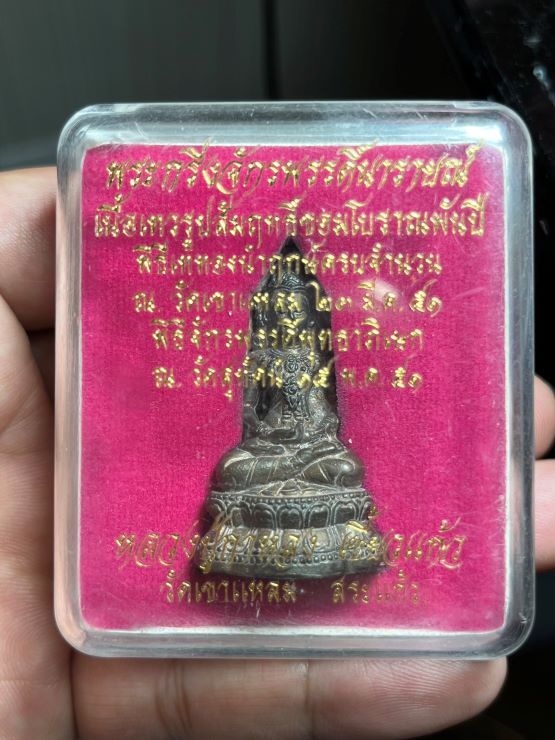 พระกริ่งจักรพรรดินารายณ์
เนื้อเทวรูปสัมฤทธิ์ขอมโบราณพันปี
พิธีเททองนำฤกษ์ครบจำนวน
ณ. วัดเขาแหลม ๒๓ มี.ค. ๕๑
พิธีจักรพรรดิพุทธาภิเษก
ณ. วัดสุทัศน์ ๑๕ พ.ค. ๕๑
หลวงปู่กาหลง เขี้ยวแก้ว
วัดเขาแหลม สระแก้ว